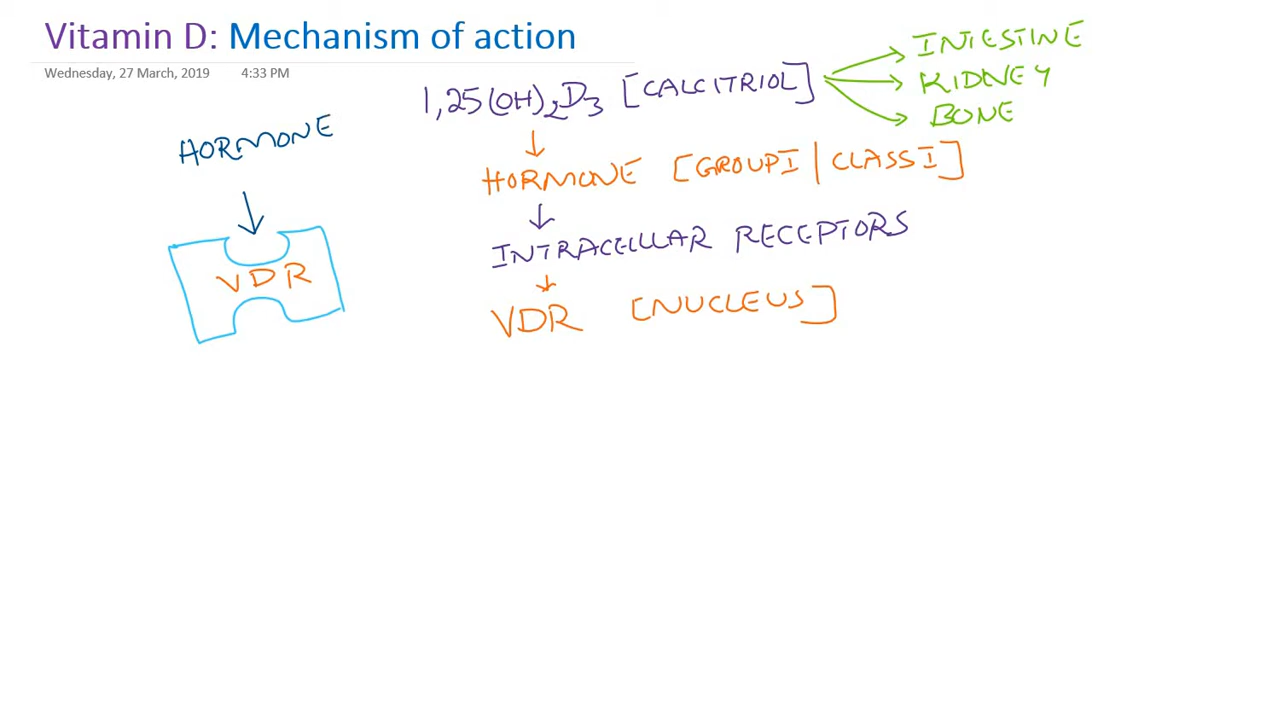 Vitamin D: Mechanism of action
Wednesday, 27 March, 2019 4:33 PM
1,25(OH)₂D₃ [CALCITRIOL]
INTESTINE
KIDNEY
BONE
HORMONE
HORMONE [GROUP I | CLASS I]
INTRACELLULAR RECEPTORS
VDR
VDR [NUCLEUS]